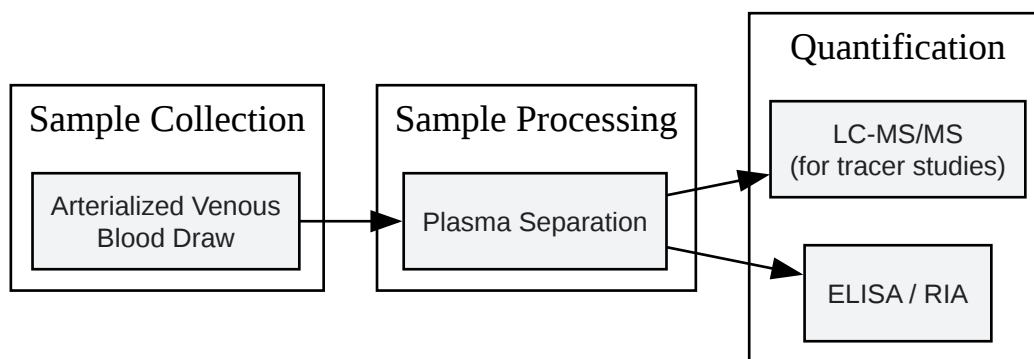 Sample Collection
Arterialized Venous
Blood Draw
Sample Processing
Plasma Separation
Quantification
LC-MS/MS
(for tracer studies)
ELISA / RIA